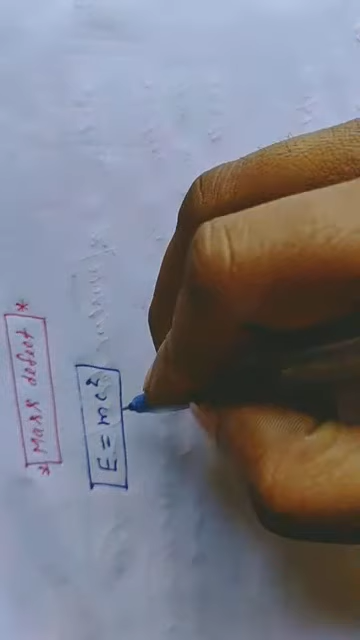 * Mass defect *
E = mc²